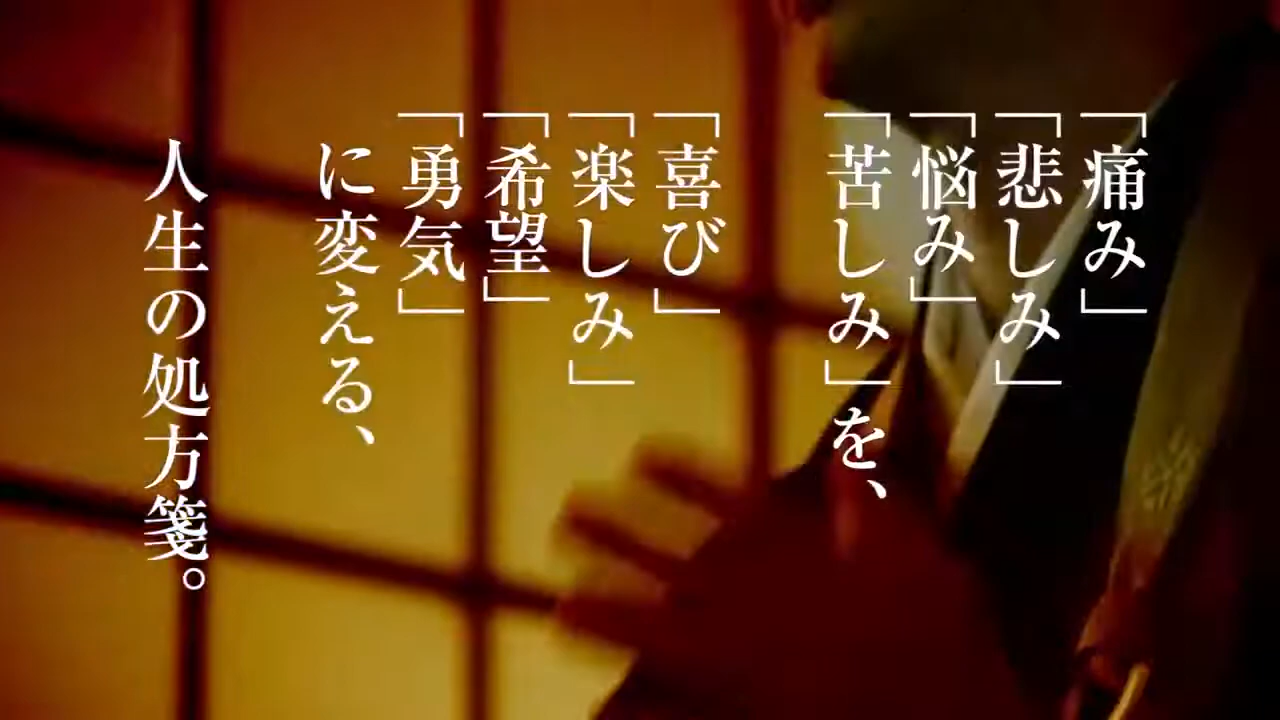 「痛み」
「悲しみ」
「悩み」
「苦しみ」を、
「喜び」
「楽しみ」
「希望」
「勇気」
に変える、
人生の処方箋。